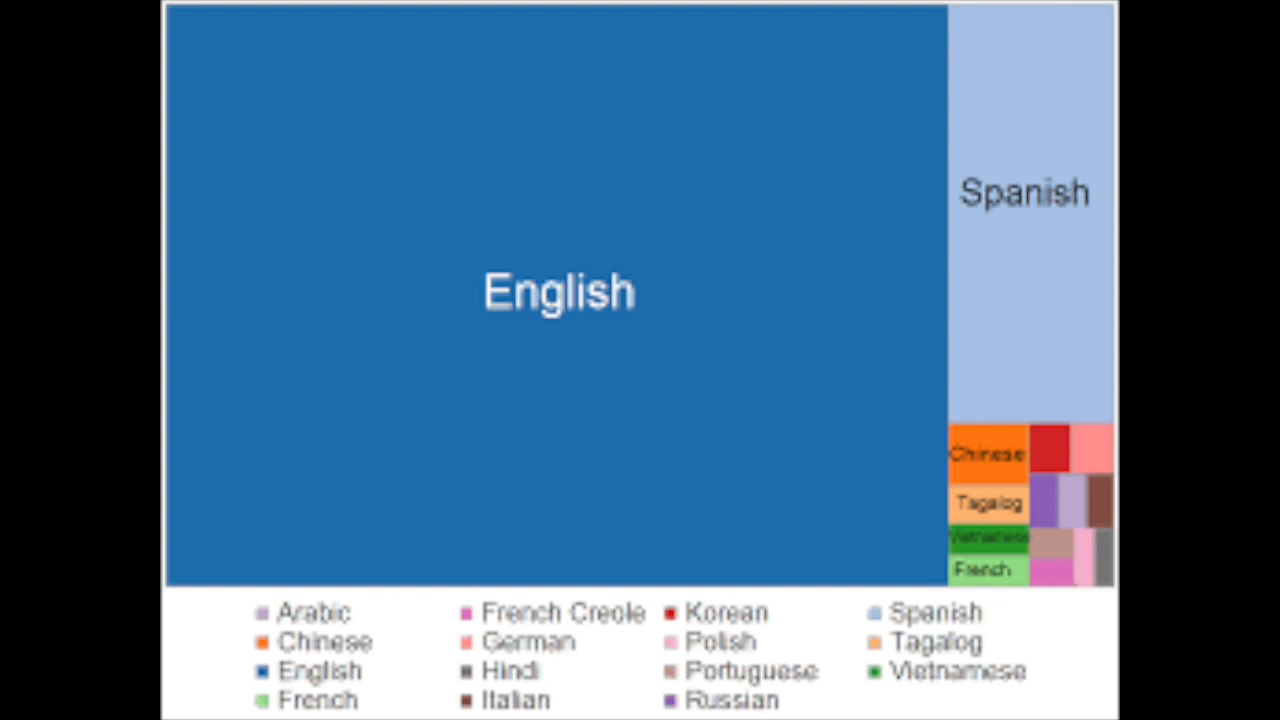 English
Spanish
Chinese
Tagalog
Vietnamese
French
Arabic French Creole Korean Spanish
Chinese German Polish Tagalog
English Hindi Portuguese Vietnamese
French Italian Russian